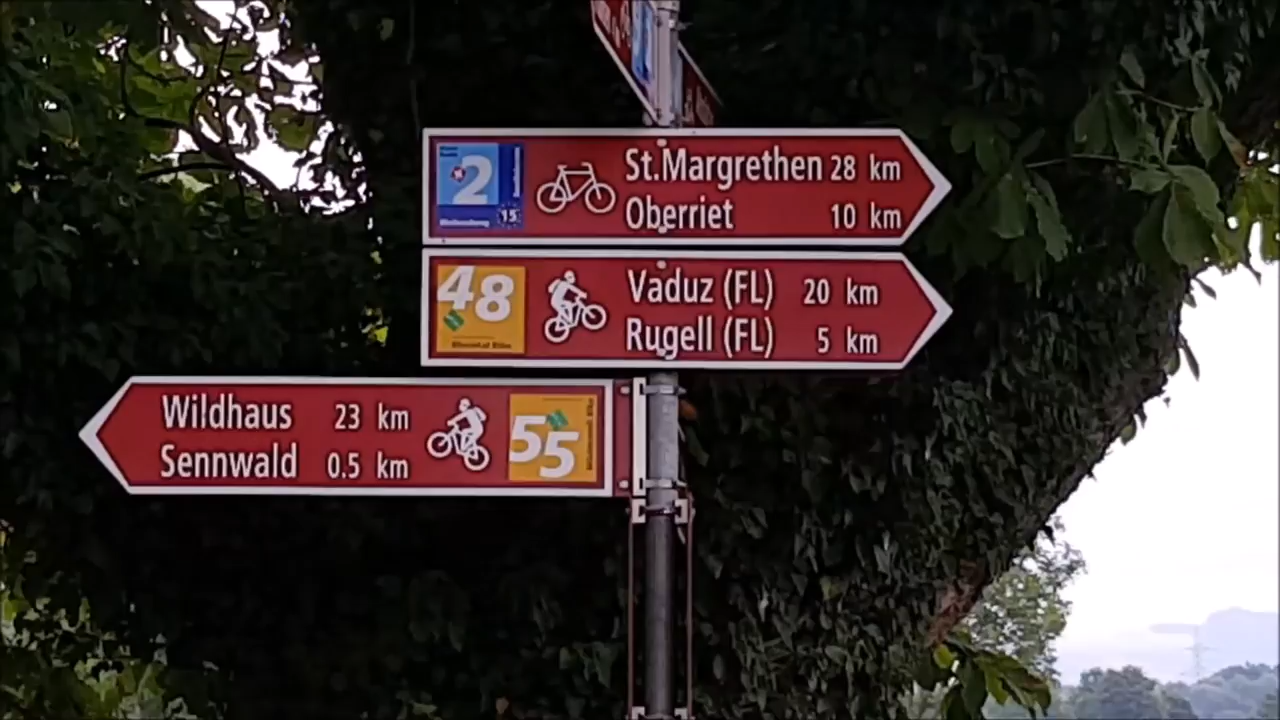 2
15
St.Margrethen 28 km
Oberriet 10 km
48
Vaduz (FL) 20 km
Rugell (FL) 5 km
Wildhaus 23 km
Sennwald 0.5 km
55